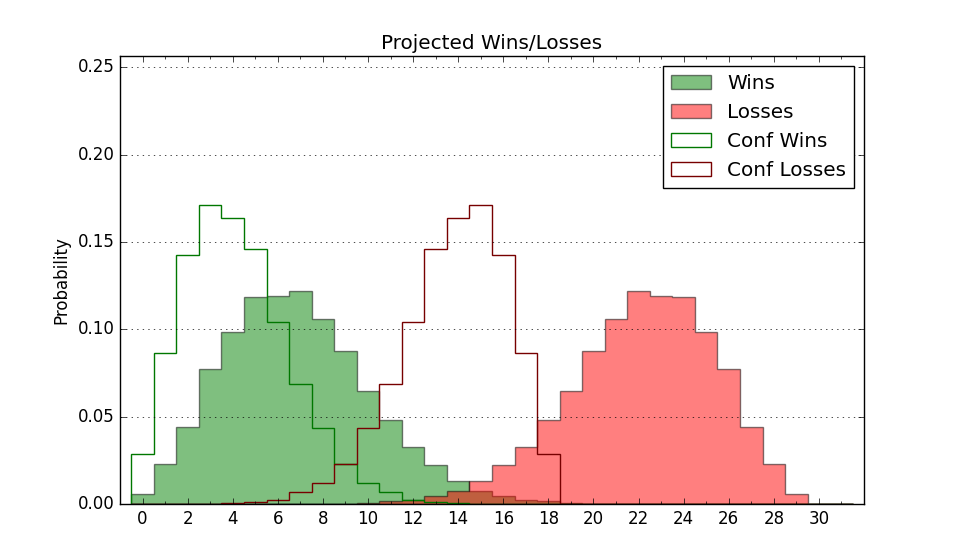 Projected Wins/Losses
0.25
0.20
0.15
0.10
0.05
0.00
Probability
Wins
Losses
Conf Wins
Conf Losses
0 2 4 6 8 10 12 14 16 18 20 22 24 26 28 30